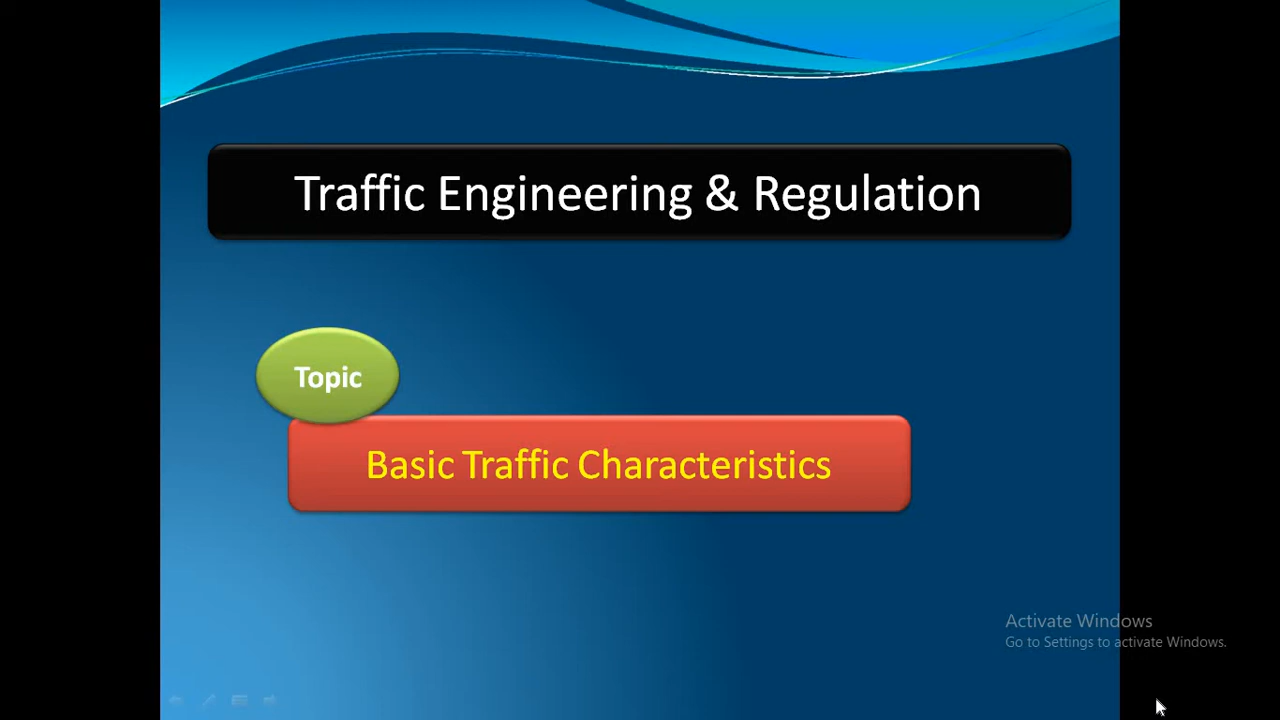 Traffic Engineering & Regulation
Topic
Basic Traffic Characteristics
Activate Windows
Go to Settings to activate Windows.